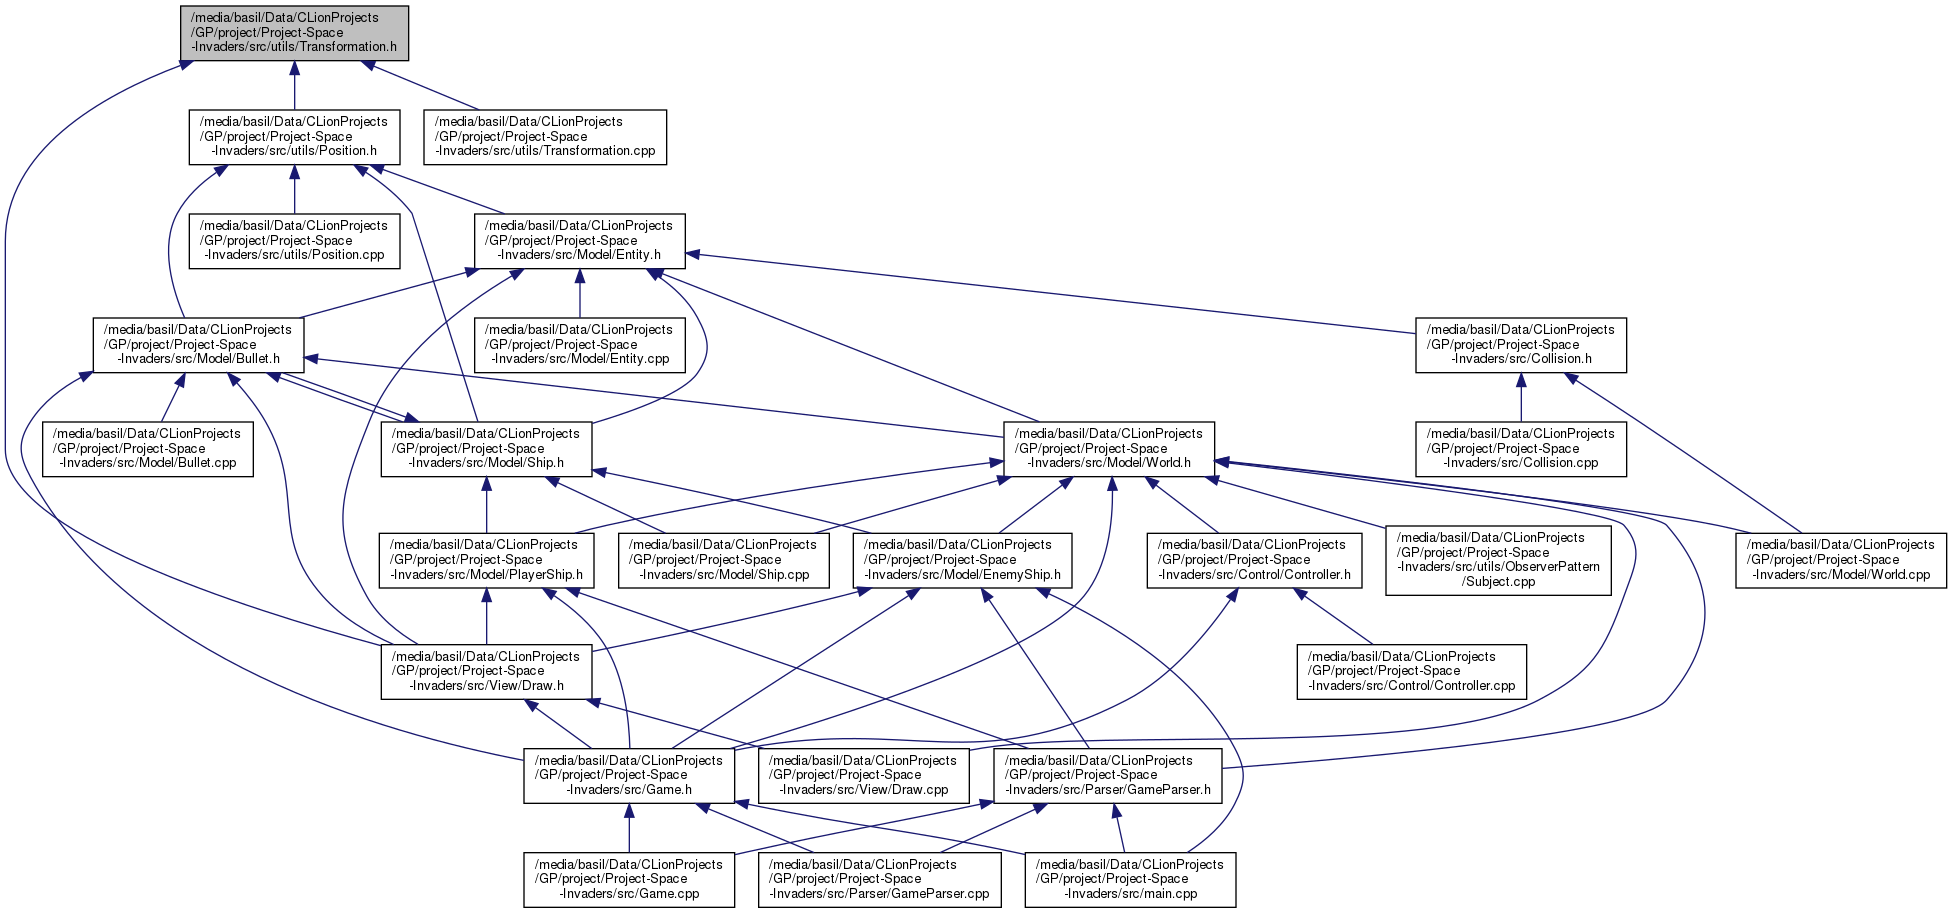 /media/basil/Data/CLionProjects
/GP/project/Project-Space
-Invaders/src/utils/Transformation.h
/media/basil/Data/CLionProjects
/GP/project/Project-Space
-Invaders/src/utils/Position.h
/media/basil/Data/CLionProjects
/GP/project/Project-Space
-Invaders/src/utils/Transformation.cpp
/media/basil/Data/CLionProjects
/GP/project/Project-Space
-Invaders/src/utils/Position.cpp
/media/basil/Data/CLionProjects
/GP/project/Project-Space
-Invaders/src/Model/Entity.h
/media/basil/Data/CLionProjects
/GP/project/Project-Space
-Invaders/src/Model/Bullet.h
/media/basil/Data/CLionProjects
/GP/project/Project-Space
-Invaders/src/Model/Entity.cpp
/media/basil/Data/CLionProjects
/GP/project/Project-Space
-Invaders/src/Collision.h
/media/basil/Data/CLionProjects
/GP/project/Project-Space
-Invaders/src/Model/Bullet.cpp
/media/basil/Data/CLionProjects
/GP/project/Project-Space
-Invaders/src/Model/Ship.h
/media/basil/Data/CLionProjects
/GP/project/Project-Space
-Invaders/src/Model/World.h
/media/basil/Data/CLionProjects
/GP/project/Project-Space
-Invaders/src/Collision.cpp
/media/basil/Data/CLionProjects
/GP/project/Project-Space
-Invaders/src/Model/PlayerShip.h
/media/basil/Data/CLionProjects
/GP/project/Project-Space
-Invaders/src/Model/Ship.cpp
/media/basil/Data/CLionProjects
/GP/project/Project-Space
-Invaders/src/Model/EnemyShip.h
/media/basil/Data/CLionProjects
/GP/project/Project-Space
-Invaders/src/Control/Controller.h
/media/basil/Data/CLionProjects
/GP/project/Project-Space
-Invaders/src/utils/ObserverPattern
/Subject.cpp
/media/basil/Data/CLionProjects
/GP/project/Project-Space
-Invaders/src/Model/World.cpp
/media/basil/Data/CLionProjects
/GP/project/Project-Space
-Invaders/src/View/Draw.h
/media/basil/Data/CLionProjects
/GP/project/Project-Space
-Invaders/src/Control/Controller.cpp
/media/basil/Data/CLionProjects
/GP/project/Project-Space
-Invaders/src/Game.h
/media/basil/Data/CLionProjects
/GP/project/Project-Space
-Invaders/src/View/Draw.cpp
/media/basil/Data/CLionProjects
/GP/project/Project-Space
-Invaders/src/Parser/GameParser.h
/media/basil/Data/CLionProjects
/GP/project/Project-Space
-Invaders/src/Game.cpp
/media/basil/Data/CLionProjects
/GP/project/Project-Space
-Invaders/src/Parser/GameParser.cpp
/media/basil/Data/CLionProjects
/GP/project/Project-Space
-Invaders/src/main.cpp